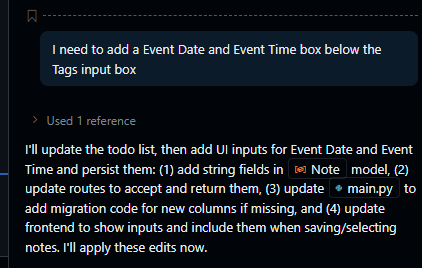 I need to add a Event Date and Event Time box below the
Tags input box
Used 1 reference
I'll update the todo list, then add UI inputs for Event Date and Event
Time and persist them: (1) add string fields in Note model, (2)
update routes to accept and return them, (3) update main.py to
add migration code for new columns if missing, and (4) update
frontend to show inputs and include them when saving/selecting
notes. I'll apply these edits now.